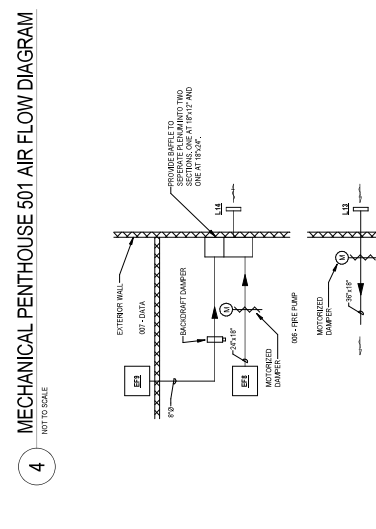 4
MECHANICAL PENTHOUSE 501 AIR FLOW DIAGRAM
NOT TO SCALE
EXTERIOR WALL
007 - DATA
PROVIDE BAFFLE TO
SEPERATE PLENUM INTO TWO
SECTIONS. ONE AT 18"x12" AND
ONE AT 18"x24".
EF9
8"Ø
BACKDRAFT DAMPER
L14
M
24"x18"
EF8
MOTORIZED
DAMPER
006 - FIRE PUMP
L13
M
MOTORIZED
DAMPER
36"x18"